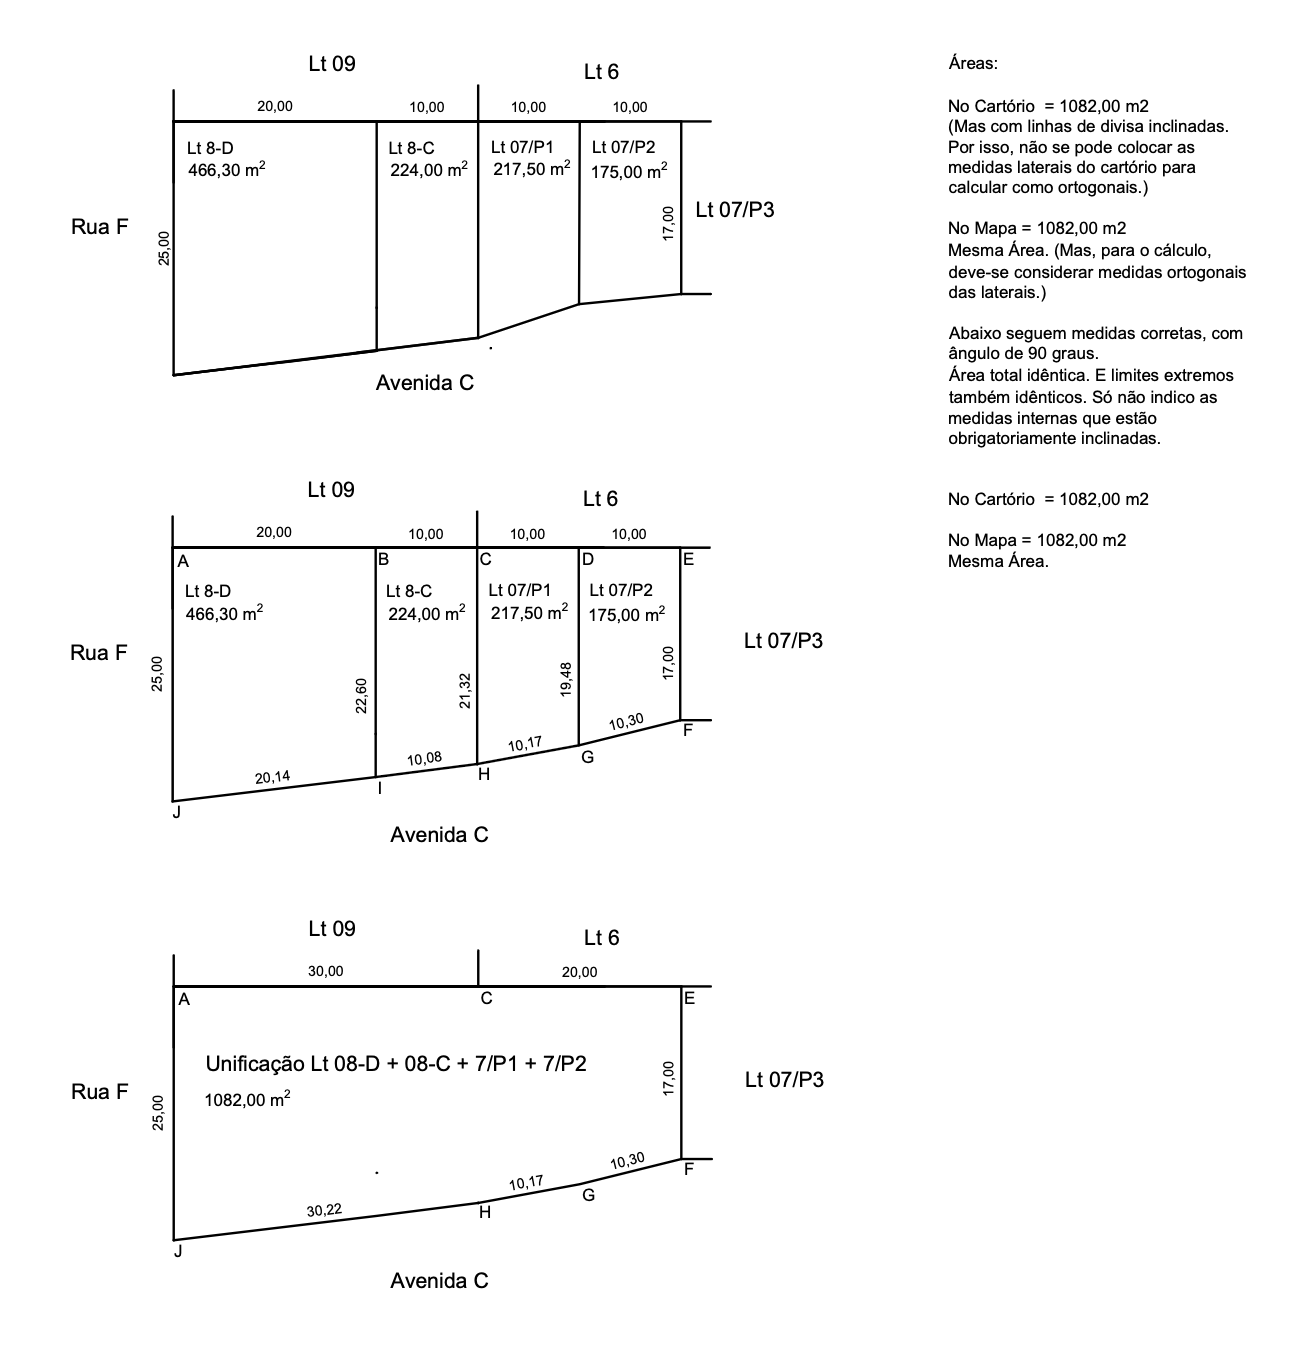 Lt 09
Lt 6
20,00
10,00
10,00
10,00
Lt 8-D
466,30 m²
Lt 8-C
224,00 m²
Lt 07/P1
217,50 m²
Lt 07/P2
175,00 m²
Rua F
25,00
17,00
Lt 07/P3
Avenida C
Áreas:
No Cartório = 1082,00 m2
(Mas com linhas de divisa inclinadas.
Por isso, não se pode colocar as
medidas laterais do cartório para
calcular como ortogonais.)
No Mapa = 1082,00 m2
Mesma Área. (Mas, para o cálculo,
deve-se considerar medidas ortogonais
das laterais.)
Abaixo seguem medidas corretas, com
ângulo de 90 graus.
Área total idêntica. E limites extremos
também idênticos. Só não indico as
medidas internas que estão
obrigatoriamente inclinadas.
No Cartório = 1082,00 m2
No Mapa = 1082,00 m2
Mesma Área.
Lt 09
Lt 6
20,00
10,00
10,00
10,00
A
B
C
D
E
Lt 8-D
466,30 m²
Lt 8-C
224,00 m²
Lt 07/P1
217,50 m²
Lt 07/P2
175,00 m²
Rua F
25,00
22,60
21,32
19,48
17,00
Lt 07/P3
20,14
10,08
10,17
10,30
J
I
H
G
F
Avenida C
Lt 09
Lt 6
30,00
20,00
A
C
E
Unificação Lt 08-D + 08-C + 7/P1 + 7/P2
1082,00 m²
Rua F
25,00
17,00
Lt 07/P3
30,22
10,17
10,30
J
H
G
F
Avenida C